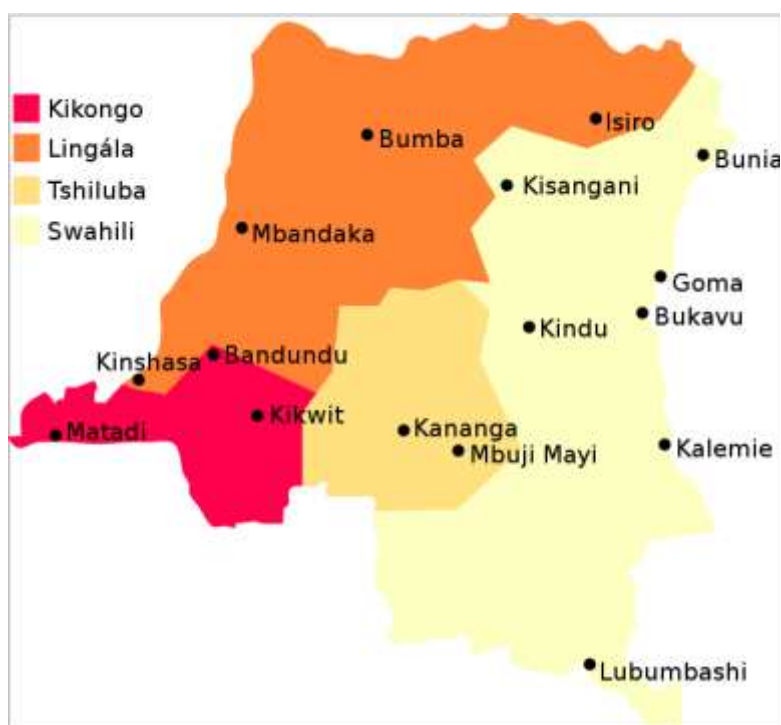 Kikongo
Lingála
Tshiluba
Swahili
Isiro
Bumba
Bunia
Kisangani
Mbandaka
Goma
Bukavu
Kindu
Bandundu
Kinshasa
Kikwit
Matadi
Kananga
Mbuji Mayi
Kalemie
Lubumbashi